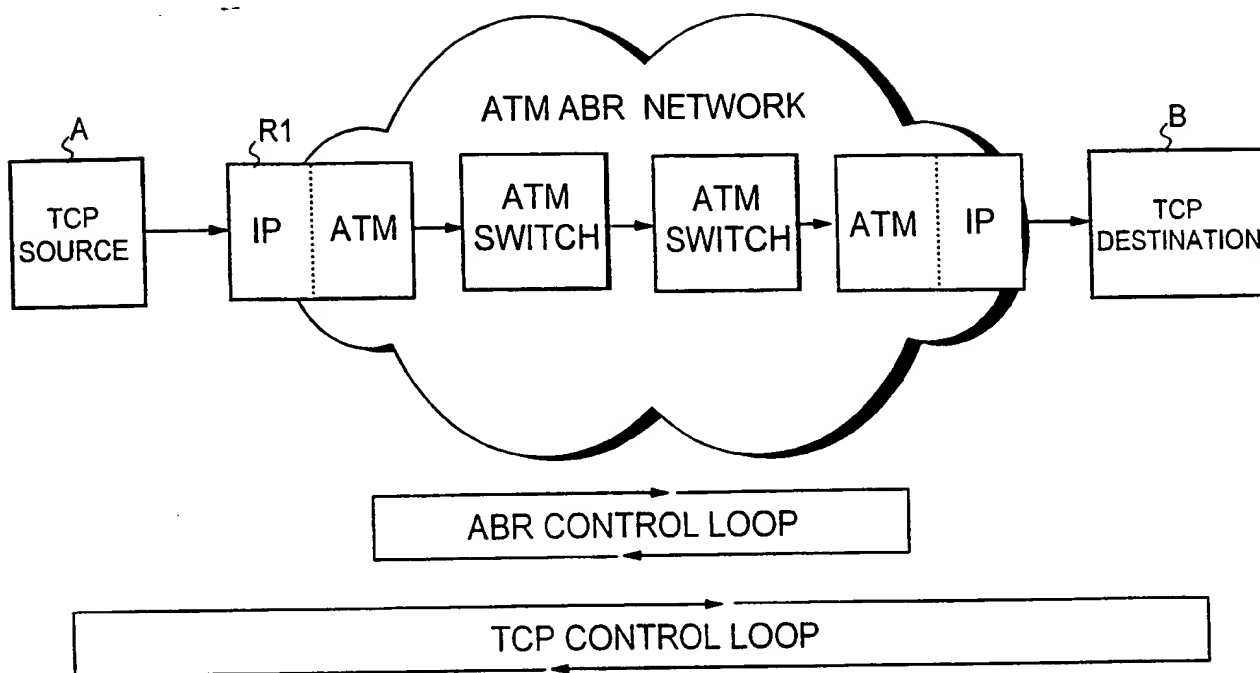 ATM ABR NETWORK
A
R1
B
TCP
SOURCE
IP
ATM
ATM
SWITCH
ATM
SWITCH
ATM
IP
TCP
DESTINATION
ABR CONTROL LOOP
TCP CONTROL LOOP